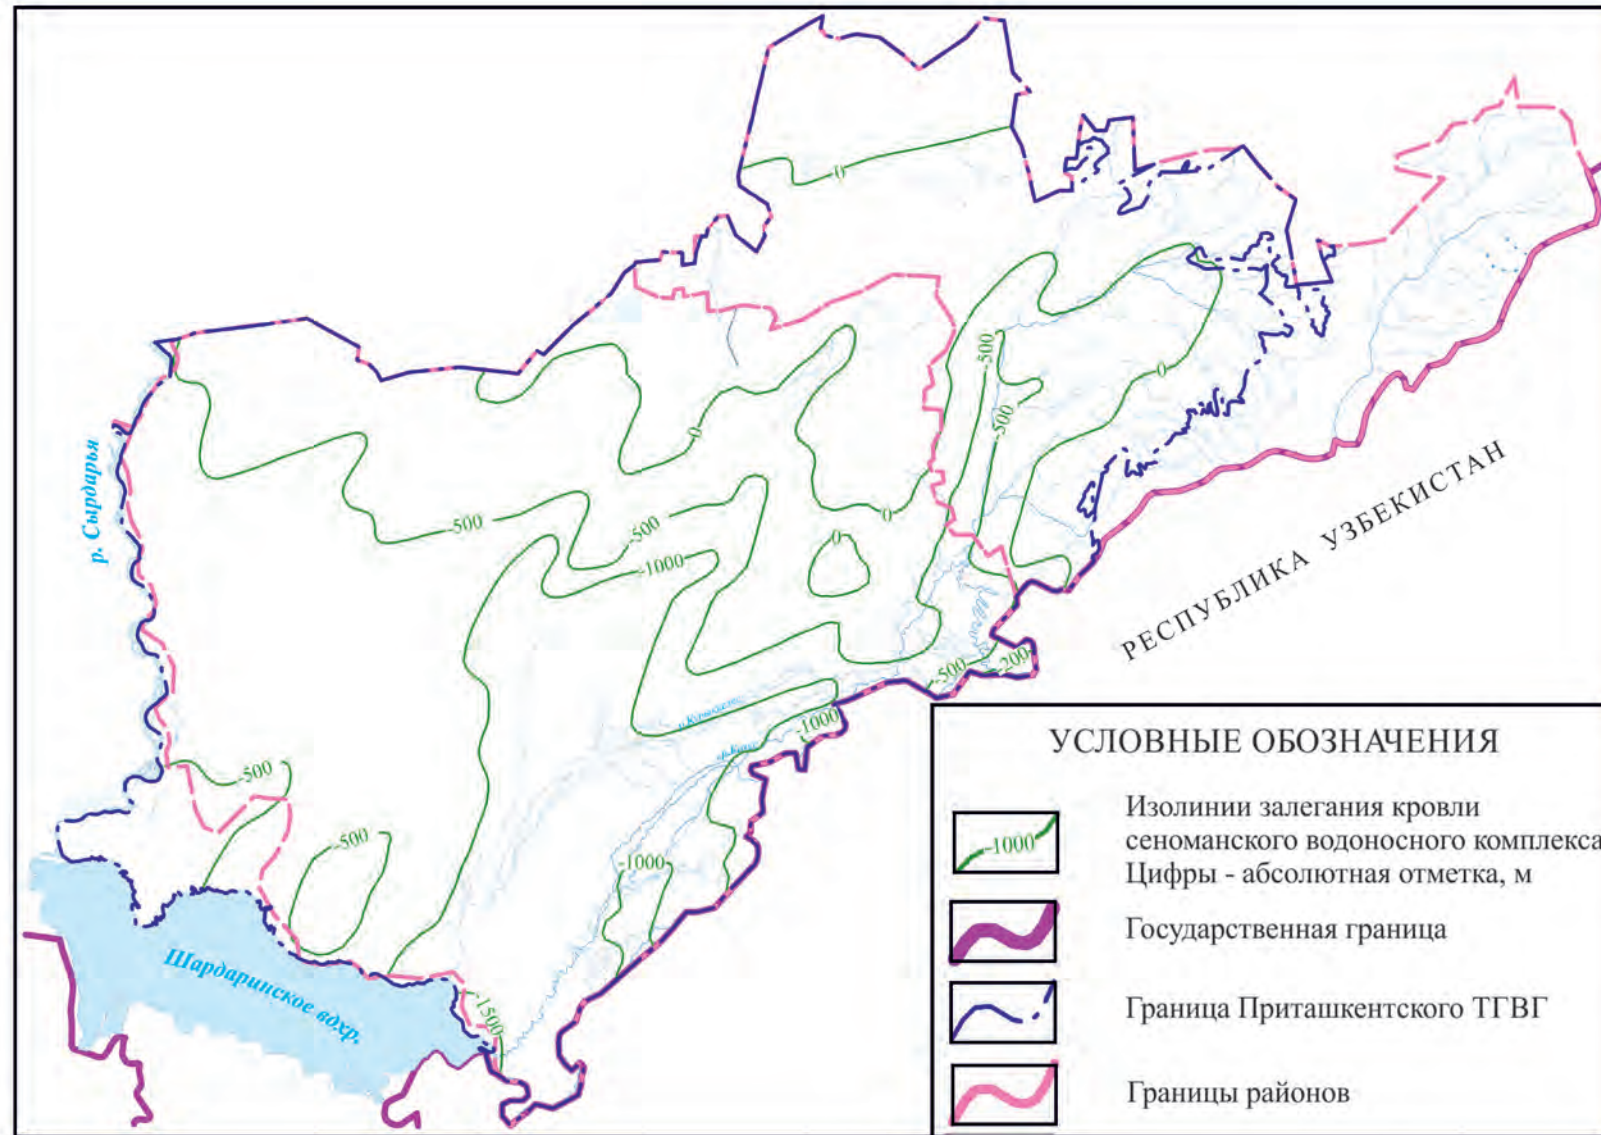 0
0
-500
-500
0
0
р. Сырдарья
-500
-500
0
0
-1000
РЕСПУБЛИКА УЗБЕКИСТАН
-500
-200
-1000
-500
-500
-1000
Шардаринское вдхр.
-1500
УСЛОВНЫЕ ОБОЗНАЧЕНИЯ
-1000
Изолинии залегания кровли
сеноманского водоносного комплекса
Цифры - абсолютная отметка, м
Государственная граница
Граница Приташкентского ТГВГ
Границы районов